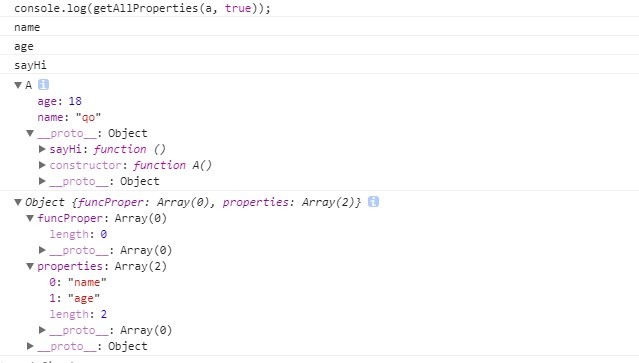 console.log(getAllProperties(a, true));
name
age
sayHi
▼A i
age: 18
name: "qo"
▼__proto__: Object
▶sayHi: function ()
▶constructor: function A()
▶__proto__: Object
▼Object {funcProper: Array(0), properties: Array(2)} i
▼funcProper: Array(0)
length: 0
▶__proto__: Array(0)
▼properties: Array(2)
0: "name"
1: "age"
length: 2
▶__proto__: Array(0)
▶__proto__: Object